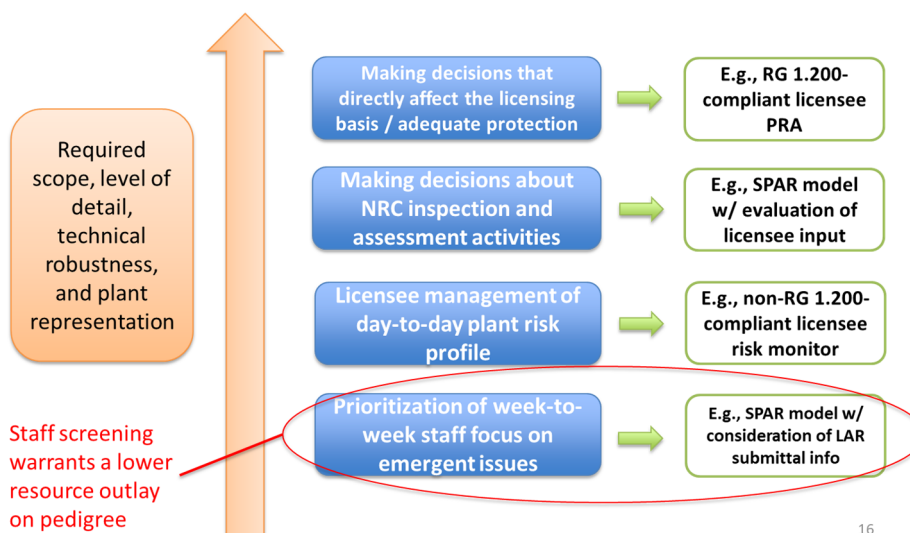 Required
scope, level of
detail,
technical
robustness,
and plant
representation
Making decisions that
directly affect the licensing
basis / adequate protection
E.g., RG 1.200-
compliant licensee
PRA
Making decisions about
NRC inspection and
assessment activities
E.g., SPAR model
w/ evaluation of
licensee input
Licensee management of
day-to-day plant risk
profile
E.g., non-RG 1.200-
compliant licensee
risk monitor
Prioritization of week-to-
week staff focus on
emergent issues
E.g., SPAR model w/
consideration of LAR
submittal info
Staff screening
warrants a lower
resource outlay
on pedigree
16